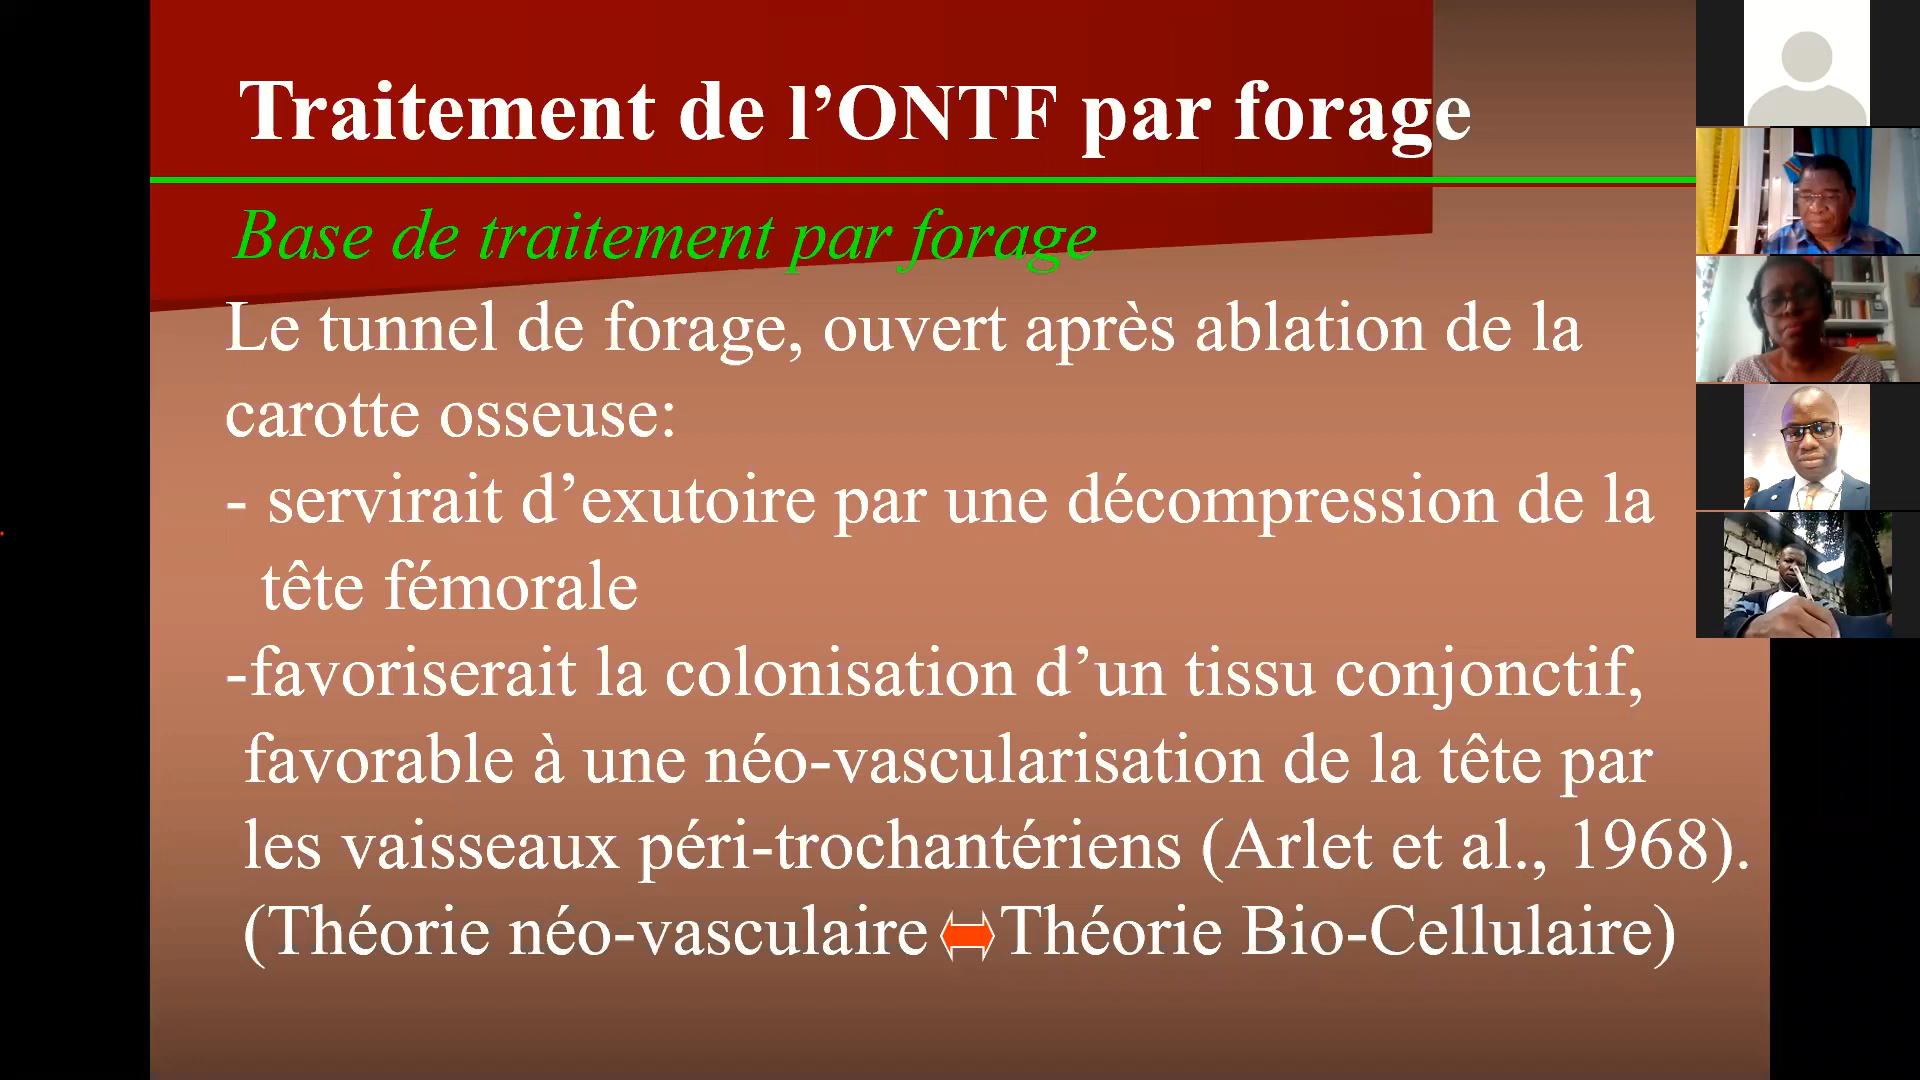 Traitement de l’ONTF par forage
Base de traitement par forage
Le tunnel de forage, ouvert après ablation de la
carotte osseuse:
- servirait d’exutoire par une décompression de la
tête fémorale
-favoriserait la colonisation d’un tissu conjonctif,
favorable à une néo-vascularisation de la tête par
les vaisseaux péri-trochantériens (Arlet et al., 1968).
(Théorie néo-vasculaire Théorie Bio-Cellulaire)